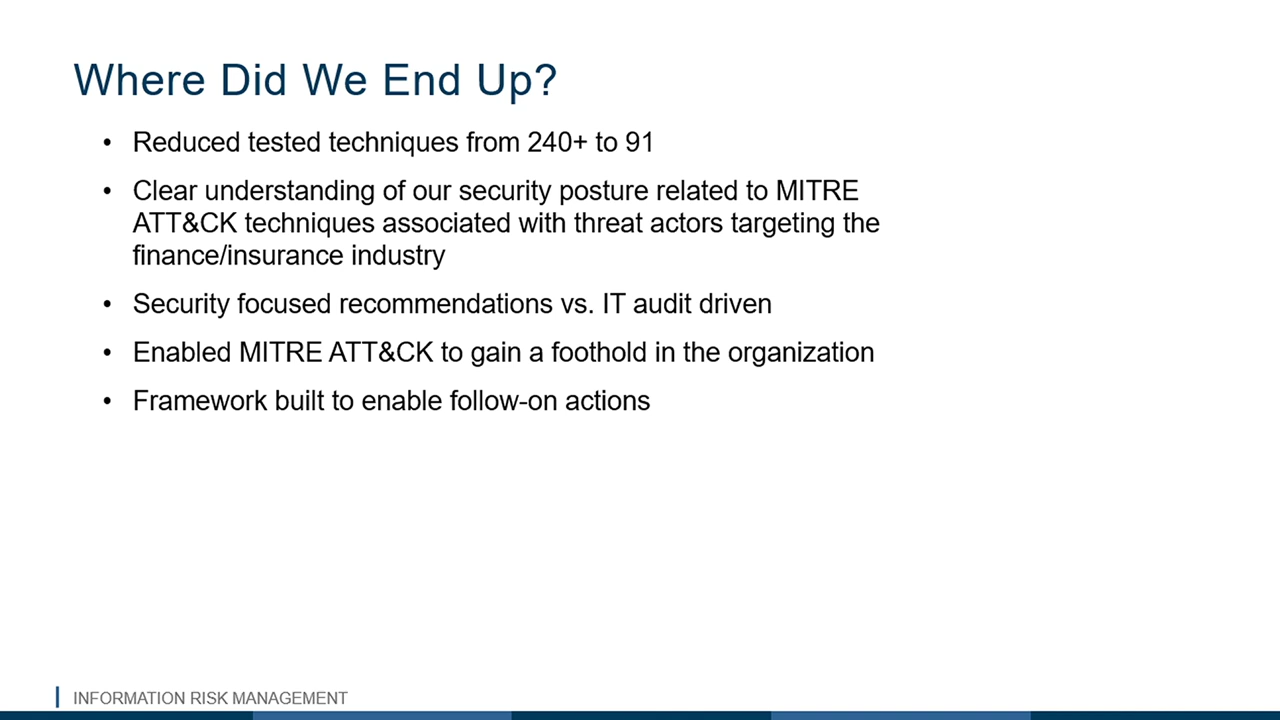 Where Did We End Up?
• Reduced tested techniques from 240+ to 91
• Clear understanding of our security posture related to MITRE
ATT&CK techniques associated with threat actors targeting the
finance/insurance industry
• Security focused recommendations vs. IT audit driven
• Enabled MITRE ATT&CK to gain a foothold in the organization
• Framework built to enable follow-on actions
INFORMATION RISK MANAGEMENT